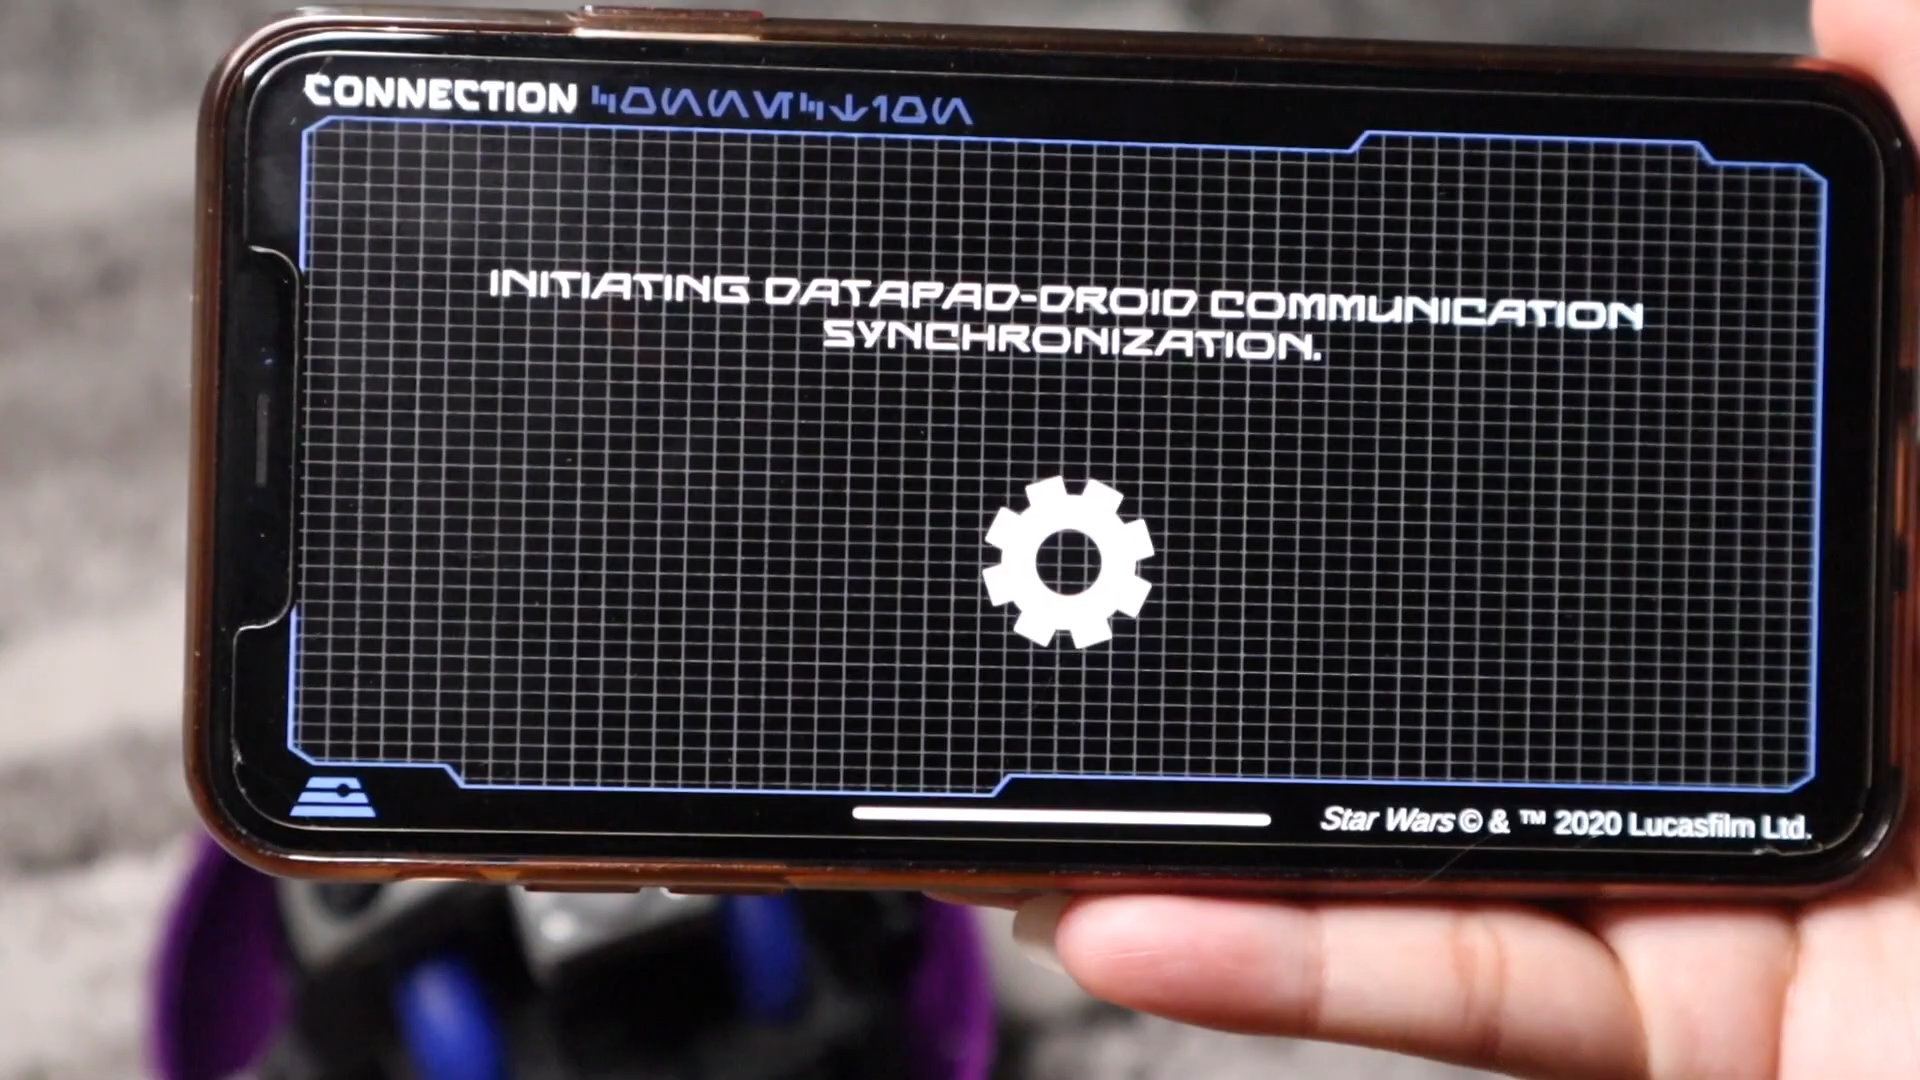 CONNECTION
INITIATING DATAPAD-DROID COMMUNICATION
SYNCHRONIZATION.
Star Wars © & ™ 2020 Lucasfilm Ltd.